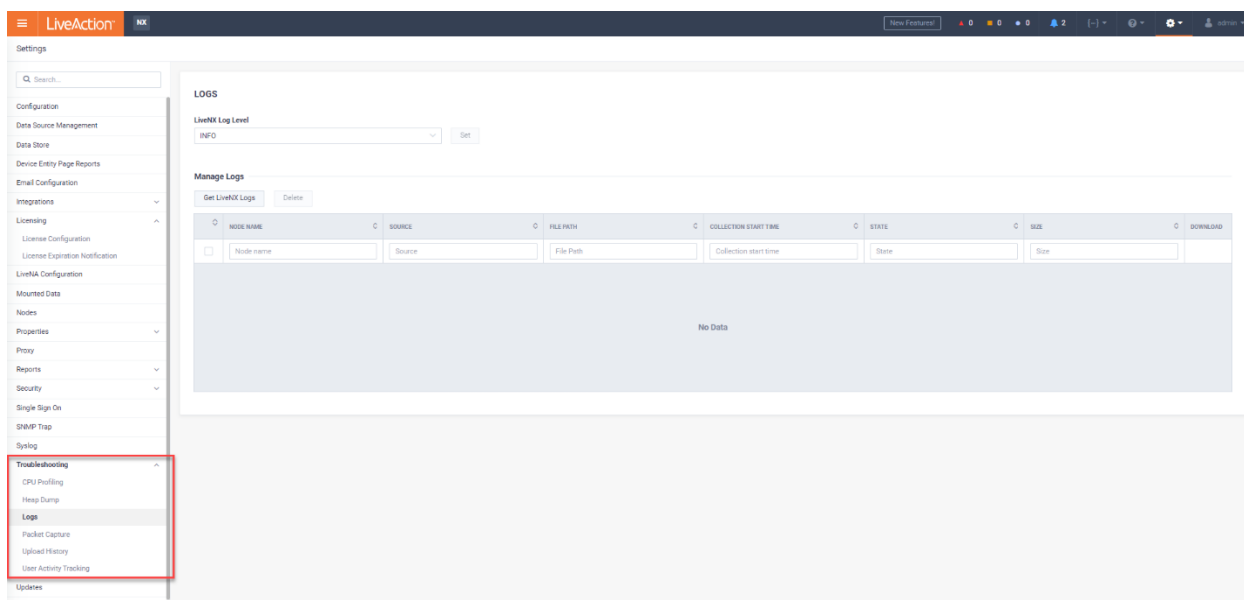 LiveAction NX New Features! 0 0 0 2 admin
Settings
Search...
Configuration
Data Source Management
Data Store
Device Entity Page Reports
Email Configuration
Integrations
Licensing
License Configuration
License Expiration Notification
LiveNA Configuration
Mounted Data
Nodes
Properties
Proxy
Reports
Security
Single Sign On
SNMP Trap
Syslog
Troubleshooting
CPU Profiling
Heap Dump
Logs
Packet Capture
Upload History
User Activity Tracking
Updates
LOGS
LiveNX Log Level
INFO Set
Manage Logs
Get LiveNX Logs Delete
NODE NAME SOURCE FILE PATH COLLECTION START TIME STATE SIZE DOWNLOAD
Node name Source File Path Collection start time State Size
No Data